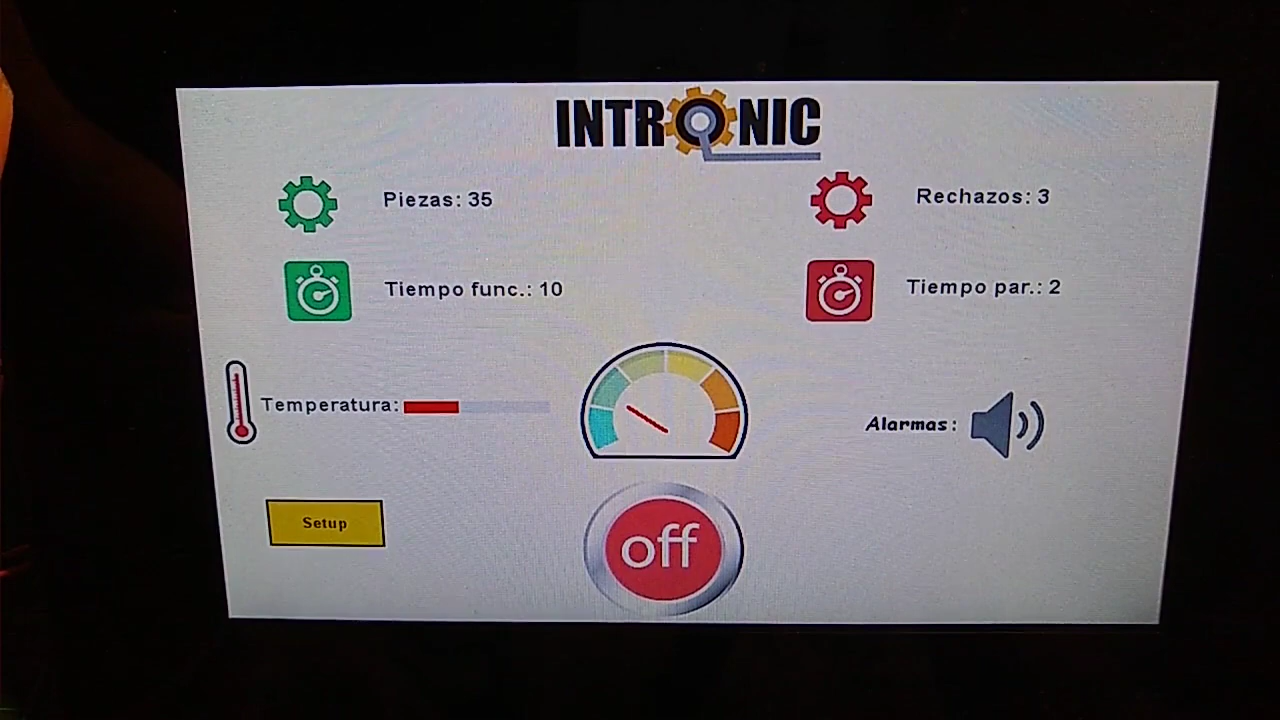 INTRONIC
Piezas: 35
Rechazos: 3
Tiempo func.: 10
Tiempo par.: 2
Temperatura:
Alarmas:
Setup
off